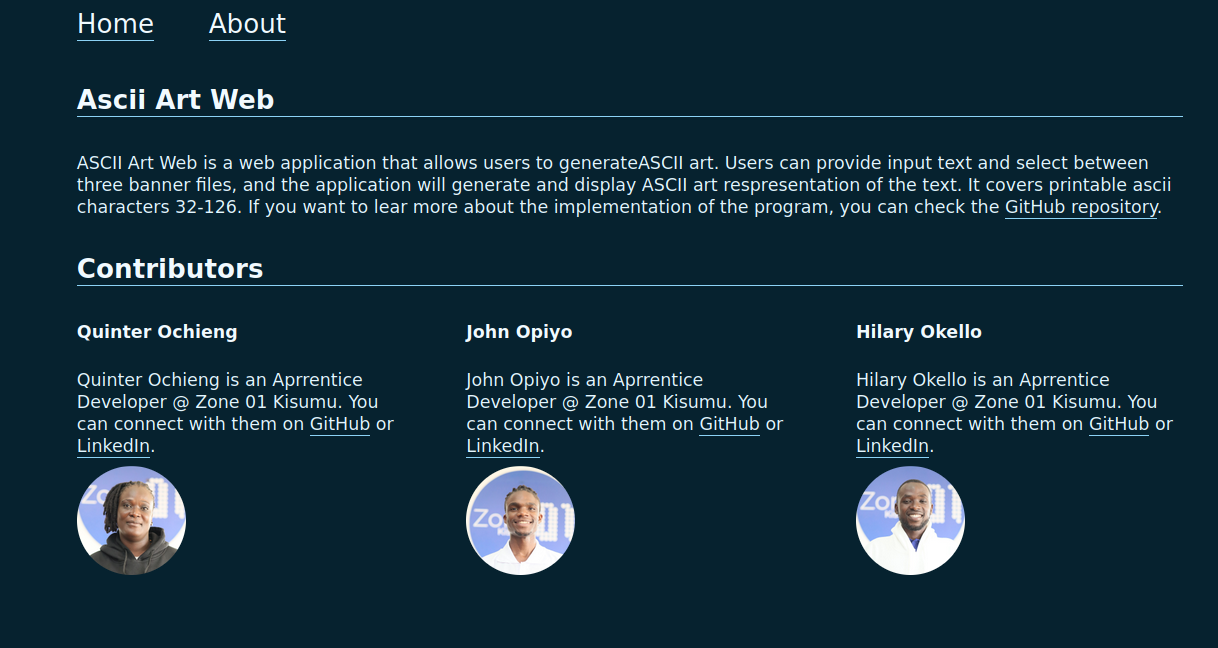 Home About
Ascii Art Web
ASCII Art Web is a web application that allows users to generateASCII art. Users can provide input text and select between
three banner files, and the application will generate and display ASCII art respresentation of the text. It covers printable ascii
characters 32-126. If you want to lear more about the implementation of the program, you can check the GitHub repository.
Contributors
Quinter Ochieng
Quinter Ochieng is an Aprrentice
Developer @ Zone 01 Kisumu. You
can connect with them on GitHub or
LinkedIn.
John Opiyo
John Opiyo is an Aprrentice
Developer @ Zone 01 Kisumu. You
can connect with them on GitHub or
LinkedIn.
Hilary Okello
Hilary Okello is an Aprrentice
Developer @ Zone 01 Kisumu. You
can connect with them on GitHub or
LinkedIn.